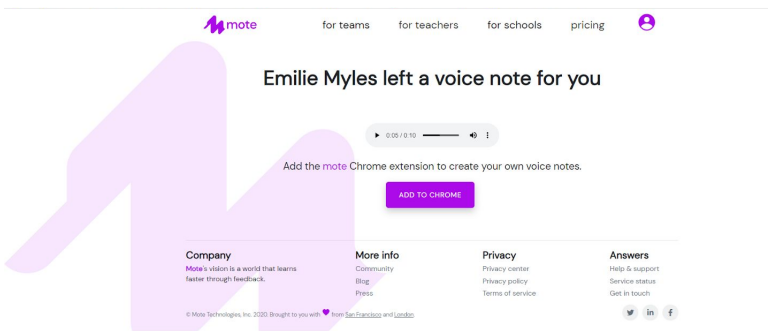 mote
for teams for teachers for schools pricing
Emilie Myles left a voice note for you
0:05 / 0:10
Add the mote Chrome extension to create your own voice notes.
ADD TO CHROME
Company
Mote's vision is a world that learns
faster through feedback.
More info
Community
Blog
Press
Privacy
Privacy center
Privacy policy
Terms of service
Answers
Help & support
Service status
Get in touch
© Mote Technologies, Inc. 2020. Brought to you with from San Francisco and London.